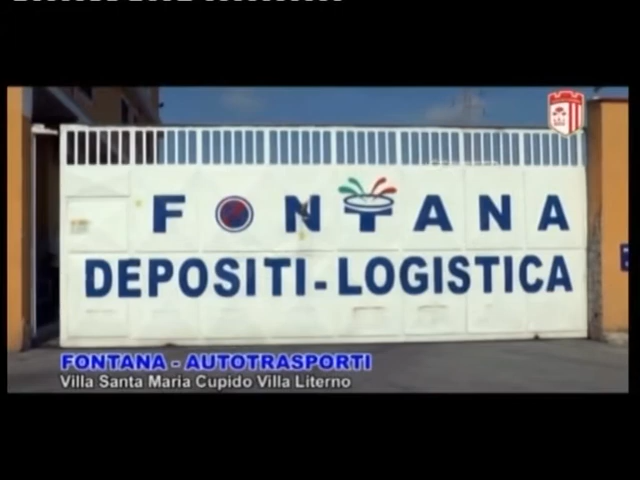 FONTANA
DEPOSITI-LOGISTICA
FONTANA - AUTOTRASPORTI
Villa Santa Maria Cupido Villa Literno